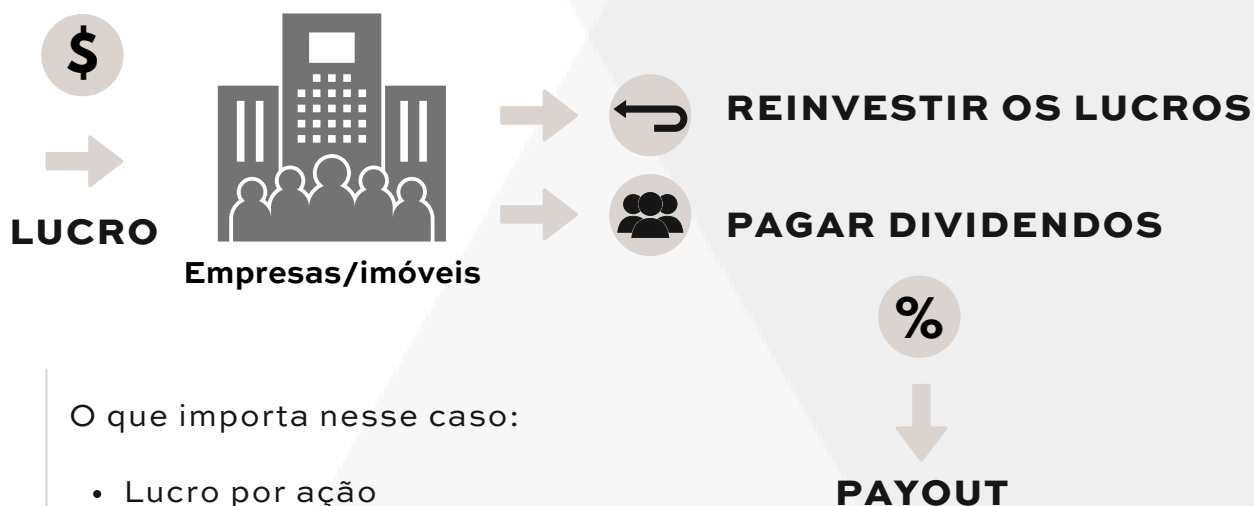 $
LUCRO
Empresas/imóveis
REINVESTIR OS LUCROS
PAGAR DIVIDENDOS
%
PAYOUT
O que importa nesse caso:
• Lucro por ação